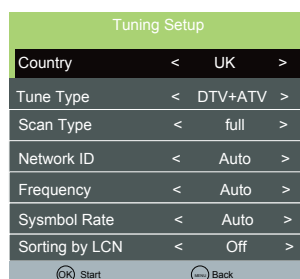 Tuning Setup
Country < UK >
Tune Type < DTV+ATV >
Scan Type < full >
Network ID < Auto >
Frequency < Auto >
Sysmbol Rate < Auto >
Sorting by LCN < Off >
OK Start MENU Back